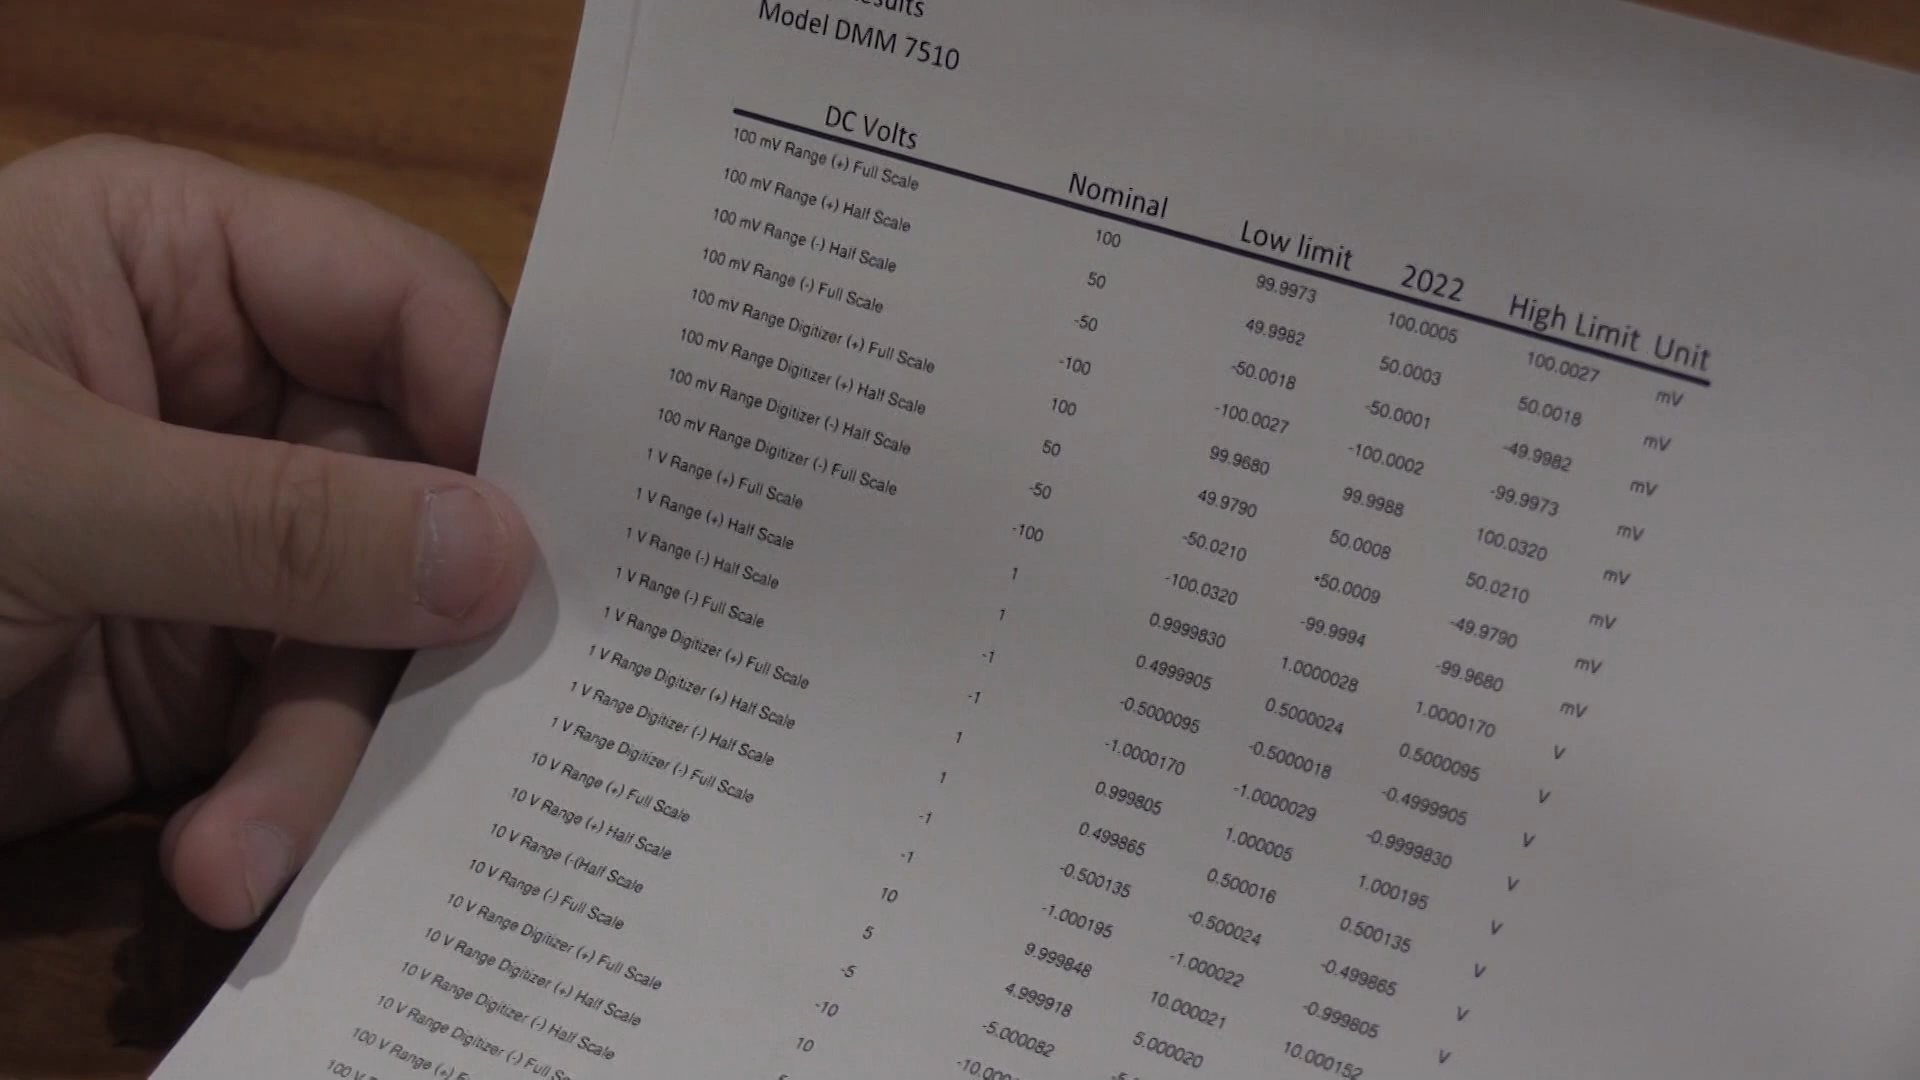 Model DMM 7510
DC Volts Nominal Low limit 2022 High Limit Unit
100 mV Range (+) Full Scale 100 99.9973 100.0005 100.0027 mV
100 mV Range (+) Half Scale 50 49.9982 50.0003 50.0018 mV
100 mV Range (-) Half Scale -50 -50.0018 -50.0001 -49.9982 mV
100 mV Range (-) Full Scale -100 -100.0027 -100.0002 -99.9973 mV
100 mV Range Digitizer (+) Full Scale 100 99.9680 99.9988 100.0320 mV
100 mV Range Digitizer (+) Half Scale 50 49.9790 50.0008 50.0210 mV
100 mV Range Digitizer (-) Half Scale -50 -50.0210 •50.0009 -49.9790 mV
100 mV Range Digitizer (-) Full Scale -100 -100.0320 -99.9994 -99.9680 mV
1 V Range (+) Full Scale 1 0.9999830 1.0000028 1.0000170 V
1 V Range (+) Half Scale 1 0.4999905 0.5000024 0.5000095 V
1 V Range (-) Half Scale -1 -0.5000095 -0.5000018 -0.4999905 V
1 V Range (-) Full Scale -1 -1.0000170 -1.0000029 -0.9999830 V
1 V Range Digitizer (+) Full Scale 1 0.999805 1.000005 1.000195 V
1 V Range Digitizer (+) Half Scale 1 0.499865 0.500016 0.500135 V
1 V Range Digitizer (-) Half Scale -1 -0.500135 -0.500024 -0.499865 V
1 V Range Digitizer (-) Full Scale -1 -1.000195 -1.000022 -0.999805 V
10 V Range (+) Full Scale 10 9.999848 10.000021 10.000152
10 V Range (+) Half Scale 5 4.999918 5.000020
10 V Range (-(Half Scale -5 -5.000082
10 V Range (-) Full Scale -10
10 V Range Digitizer (+) Full Scale 10
10 V Range Digitizer (+) Half Scale
10 V Range Digitizer (-) Half Scale
10 V Range Digitizer (-) Full
100 V Range (+)
100 V